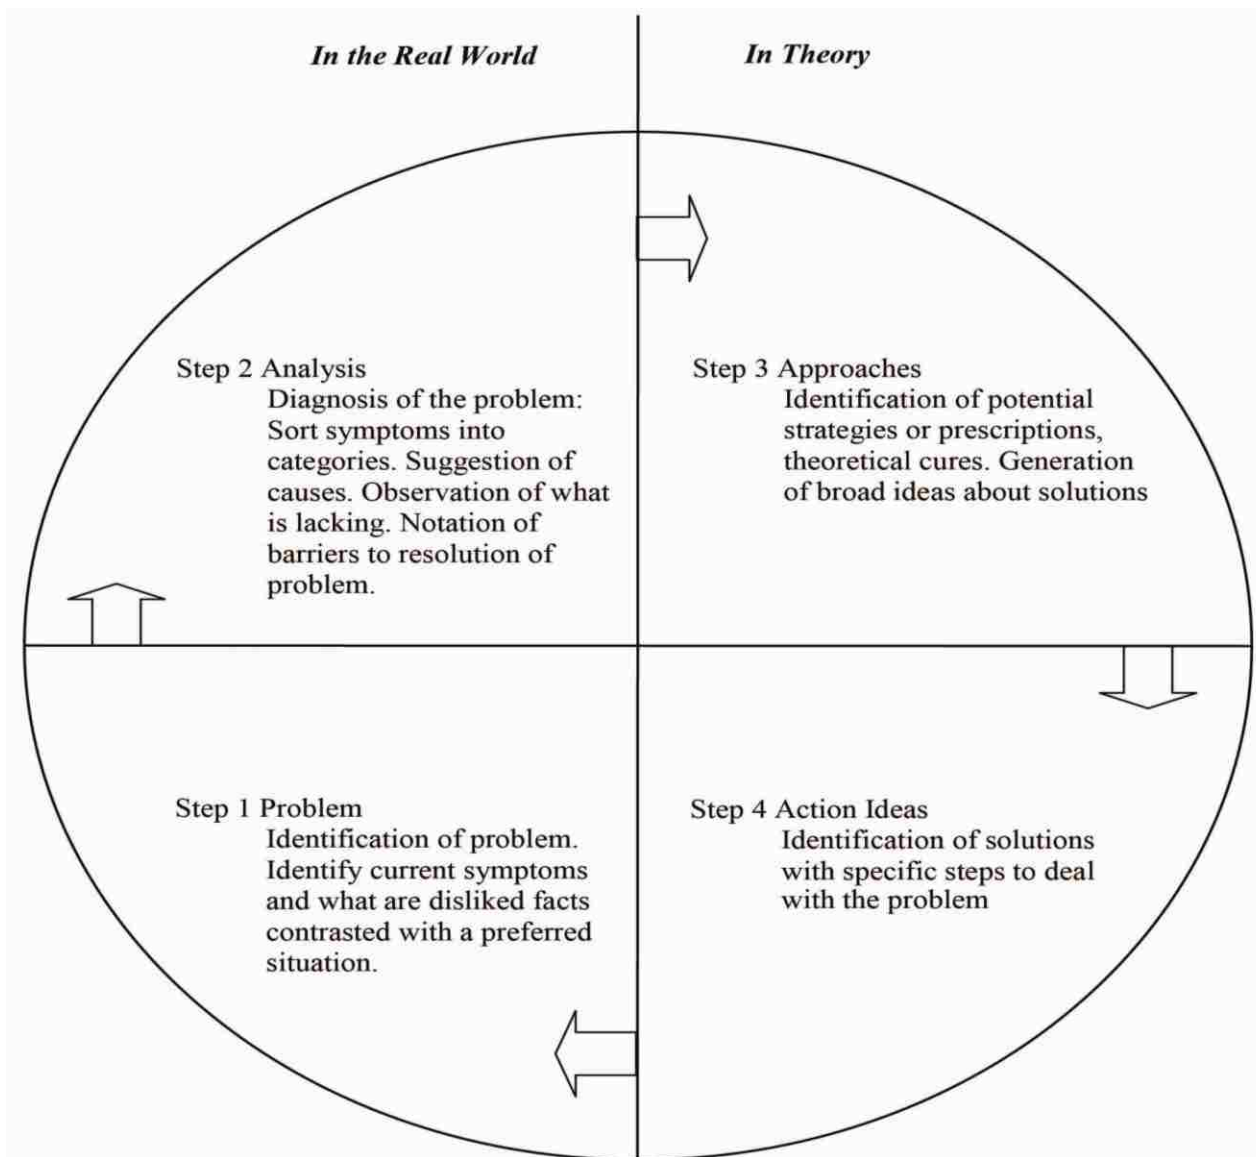 In the Real World
In Theory
Step 2 Analysis
Diagnosis of the problem:
Sort symptoms into
categories. Suggestion of
causes. Observation of what
is lacking. Notation of
barriers to resolution of
problem.
Step 3 Approaches
Identification of potential
strategies or prescriptions,
theoretical cures. Generation
of broad ideas about solutions
Step 1 Problem
Identification of problem.
Identify current symptoms
and what are disliked facts
contrasted with a preferred
situation.
Step 4 Action Ideas
Identification of solutions
with specific steps to deal
with the problem